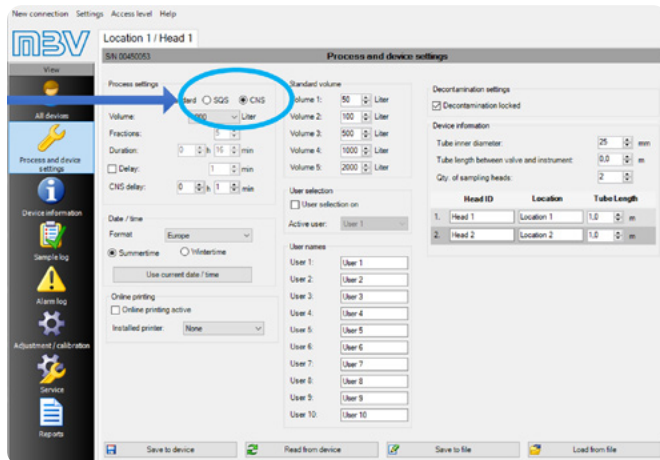 New connection Settings Access level Help
MBV
Location 1 / Head 1
S/N 00450053 Process and device settings
View
All devices
Process and device settings
Device information
Sample log
Alarm log
Adjustment / calibration
Service
Reports
Process settings
SQS CNS
Volume: Liter
Fractions: 5
Duration: 0 h 16 min
Delay: 1 min
CNS delay: 0 h 1 min
Date / time
Format Europe
Summertime Wintertime
Use current date / time
Online printing
Online printing active
Installed printer: None
Standard volume
Volume 1: 50 Liter
Volume 2: 100 Liter
Volume 3: 500 Liter
Volume 4: 1000 Liter
Volume 5: 2000 Liter
User selection
User selection on
Active user: User 1
User names
User 1: User 1
User 2: User 2
User 3: User 3
User 4: User 4
User 5: User 5
User 6: User 6
User 7: User 7
User 8: User 8
User 9: User 9
User 10: User 10
Decontamination settings
Decontamination locked
Device information
Tube inner diameter: 25 mm
Tube length between valve and instrument: 0,0 m
Qty. of sampling heads: 2
Head ID Location Tube Length
1. Head 1 Location 1 1,0 m
2. Head 2 Location 2 1,0 m
Save to device Read from device Save to file Load from file